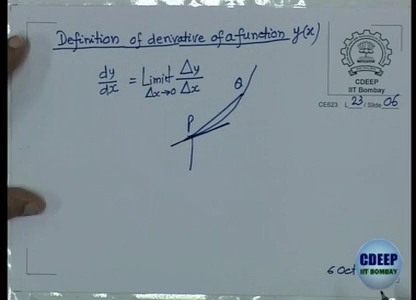 Definition of derivative of a function y(x)
dy/dx = Limit Δx→0 Δy/Δx
CDEEP
IIT Bombay
CE623 L 23 / Slide 06
Q
P
6 Oct
CDEEP
IIT BOMBAY